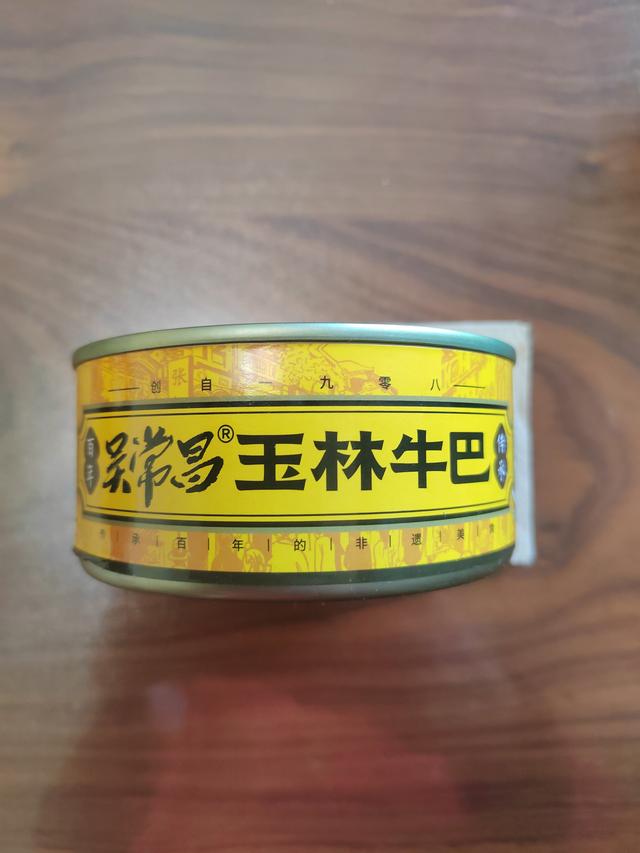 创自一九零八
百年 吴常昌® 玉林牛巴 传承
传承百年的非遗美食
张